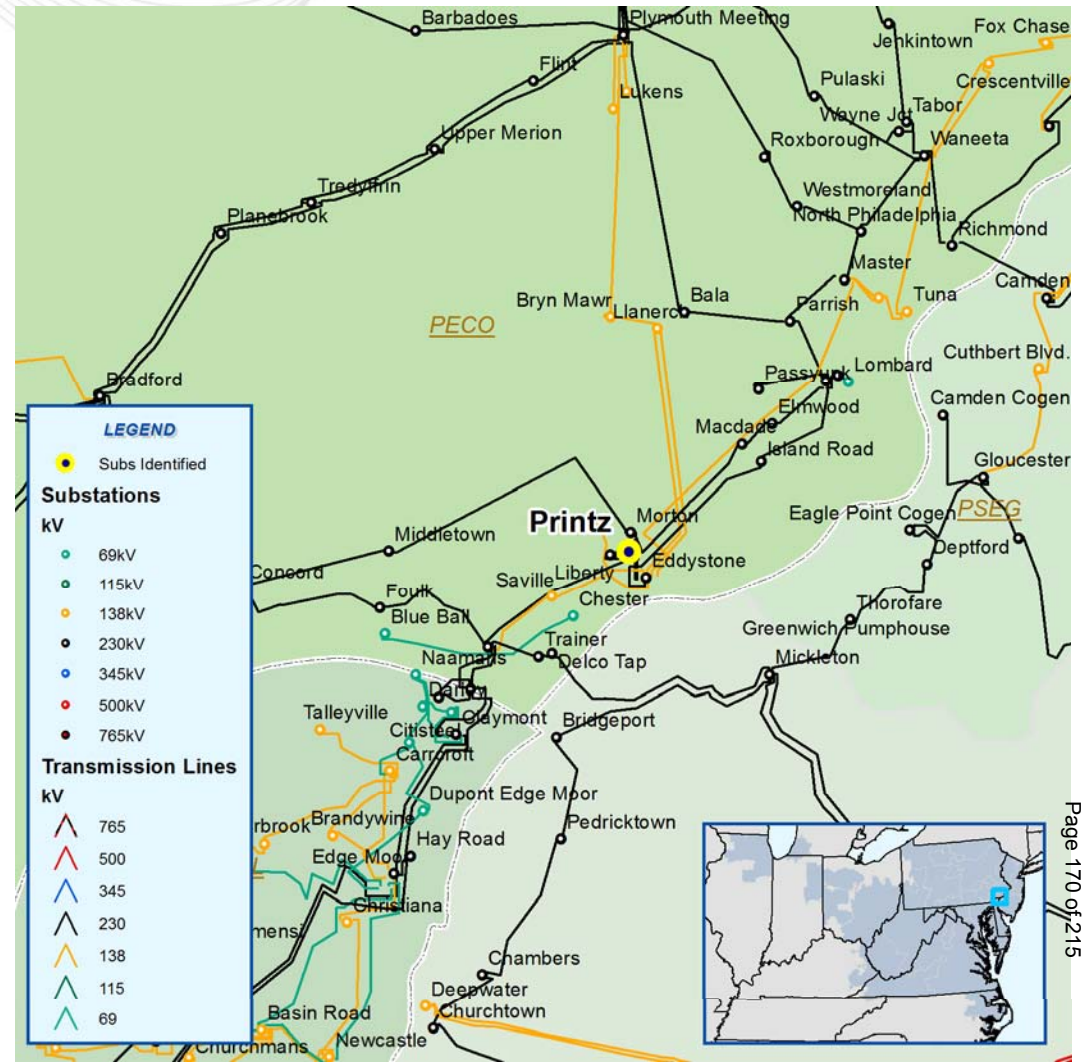 Barbadoes
Plymouth Meeting
Fox Chase
Jenkintown
Flint
Pulaski
Crescentville
Lukens
Tabor
Wayne Jct
Upper Merion
Roxborough
Waneeta
Tredyffrin
Westmoreland
Planebrook
North Philadelphia
Richmond
Master
Camden
Bryn Mawr
Llanerch
Bala
Parrish
Tuna
PECO
Cuthbert Blvd.
Bradford
Passyunk
Lombard
Elmwood
Camden Cogen
Macdade
Island Road
Gloucester
Printz
Morton
Eagle Point Cogen
PSEG
Middletown
Deptford
Concord
Saville
Liberty
Eddystone
Foulk
Chester
Blue Ball
Thorofare
Greenwich Pumphouse
Trainer
Naamans
Delco Tap
Mickleton
Darley
Talleyville
Claymont
Bridgeport
Citisteel
Carrcroft
Dupont Edge Moor
rbrook
Brandywine
Pedricktown
Hay Road
Edge Moor
Christiana
mensi
Chambers
Deepwater
Basin Road
Churchtown
Churchmans
Newcastle
LEGEND
Subs Identified
Substations
kV
69kV
115kV
138kV
230kV
345kV
500kV
765kV
Transmission Lines
kV
765
500
345
230
138
115
69
Page 170 of 215